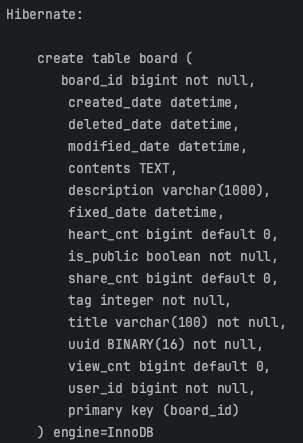 Hibernate:
create table board (
board_id bigint not null,
created_date datetime,
deleted_date datetime,
modified_date datetime,
contents TEXT,
description varchar(1000),
fixed_date datetime,
heart_cnt bigint default 0,
is_public boolean not null,
share_cnt bigint default 0,
tag integer not null,
title varchar(100) not null,
uuid BINARY(16) not null,
view_cnt bigint default 0,
user_id bigint not null,
primary key (board_id)
) engine=InnoDB